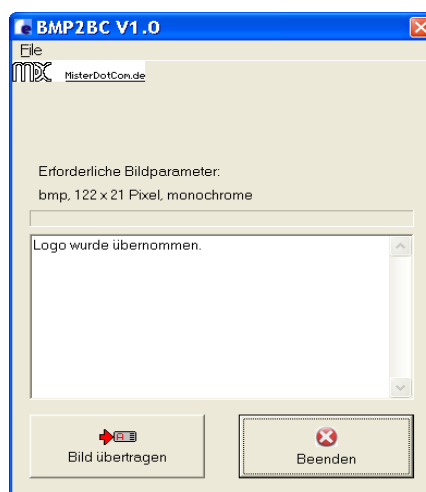 BMP2BC V1.0
File
MDC MisterDotCom.de
Erforderliche Bildparameter:
bmp, 122 x 21 Pixel, monochrome
Logo wurde übernommen.
Bild übertragen
Beenden